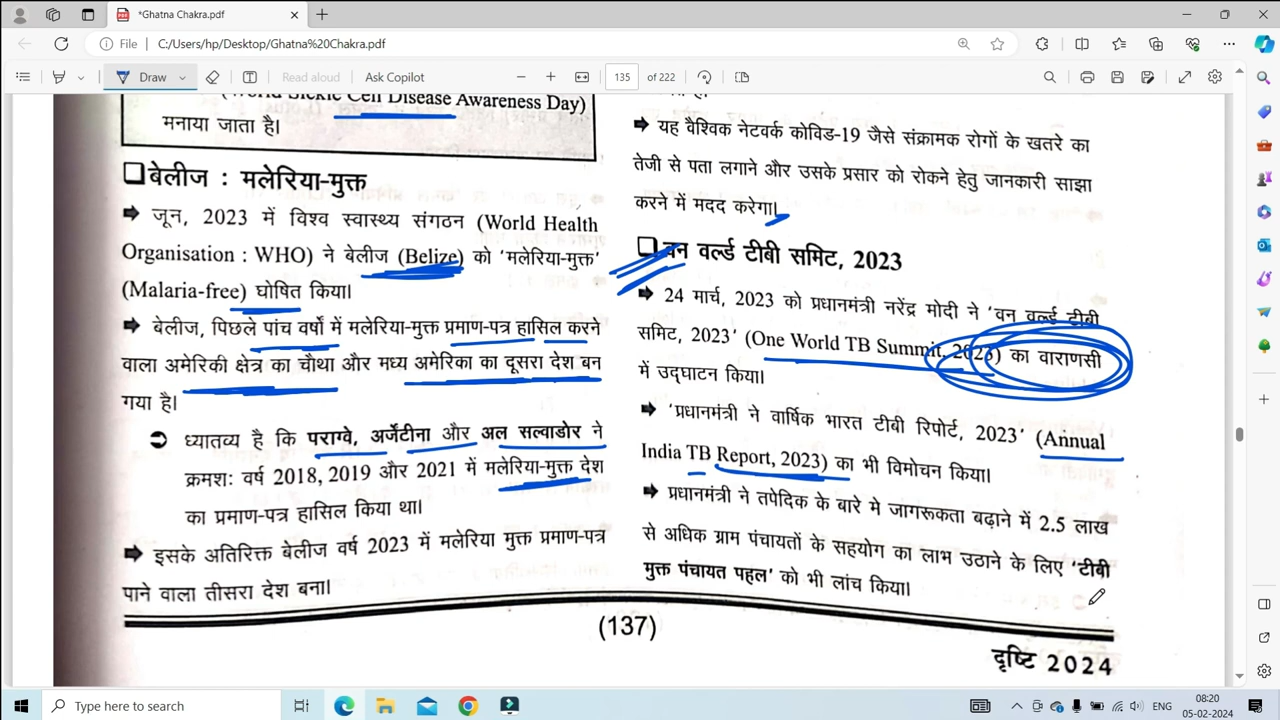 *Ghatna Chakra.pdf
File
C:/Users/hp/Desktop/Ghatna%20Chakra.pdf
Draw
Read aloud
Ask Copilot
135
of 222
(World Sickle Cell Disease Awareness Day)
मनाया जाता है।
बेलीज : मलेरिया-मुक्त
जून, 2023 में विश्व स्वास्थ्य संगठन (World Health
Organisation : WHO) ने बेलीज (Belize) को 'मलेरिया-मुक्त'
(Malaria-free) घोषित किया।
बेलीज, पिछले पांच वर्षों में मलेरिया-मुक्त प्रमाण-पत्र हासिल करने
वाला अमेरिकी क्षेत्र का चौथा और मध्य अमेरिका का दूसरा देश बन
गया है।
ध्यातव्य है कि पराग्वे, अर्जेंटीना और अल सल्वाडोर ने
क्रमश: वर्ष 2018, 2019 और 2021 में मलेरिया-मुक्त देश
का प्रमाण-पत्र हासिल किया था।
इसके अतिरिक्त बेलीज वर्ष 2023 में मलेरिया मुक्त प्रमाण-पत्र
पाने वाला तीसरा देश बना।
यह वैश्विक नेटवर्क कोविड-19 जैसे संक्रामक रोगों के खतरे का
तेजी से पता लगाने और उसके प्रसार को रोकने हेतु जानकारी साझा
करने में मदद करेगा।
वन वर्ल्ड टीबी समिट, 2023
24 मार्च, 2023 को प्रधानमंत्री नरेंद्र मोदी ने 'वन वर्ल्ड टीबी
समिट, 2023' (One World TB Summit, 2023) का वाराणसी
में उद्घाटन किया।
'प्रधानमंत्री ने वार्षिक भारत टीबी रिपोर्ट, 2023' (Annual
India TB Report, 2023) का भी विमोचन किया।
प्रधानमंत्री ने तपेदिक के बारे मे जागरूकता बढ़ाने में 2.5 लाख
से अधिक ग्राम पंचायतों के सहयोग का लाभ उठाने के लिए 'टीबी
मुक्त पंचायत पहल' को भी लांच किया।
(137)
दृष्टि 2024
Type here to search
ENG
08:20
05-02-2024